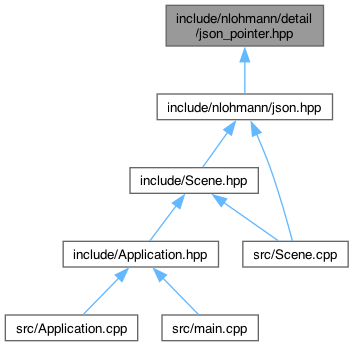 include/nlohmann/detail
/json_pointer.hpp
include/nlohmann/json.hpp
include/Scene.hpp
include/Application.hpp
src/Scene.cpp
src/Application.cpp
src/main.cpp